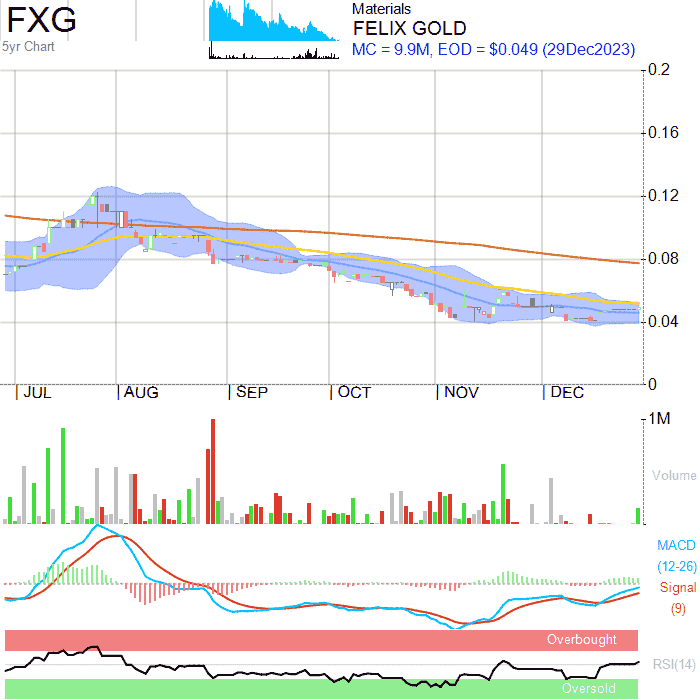 FXG
5yr Chart
Materials
FELIX GOLD
MC = 9.9M, EOD = $0.049 (29Dec2023)
0.2
0.16
0.12
0.08
0.04
0
JUL
AUG
SEP
OCT
NOV
DEC
1M
Volume
MACD
(12-26)
Signal
(9)
Overbought
RSI(14)
Oversold